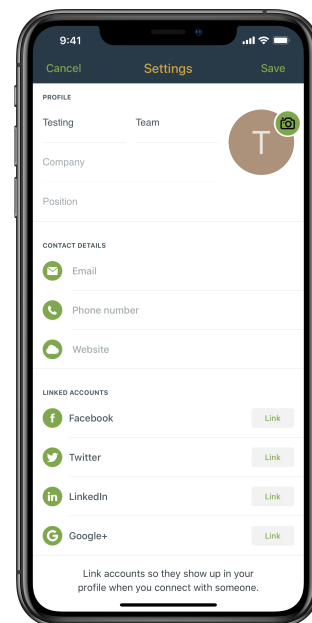 9:41
Cancel Settings Save
PROFILE
Testing Team
T
Company
Position
CONTACT DETAILS
Email
Phone number
Website
LINKED ACCOUNTS
f Facebook Link
Twitter Link
in LinkedIn Link
G Google+ Link
Link accounts so they show up in your
profile when you connect with someone.